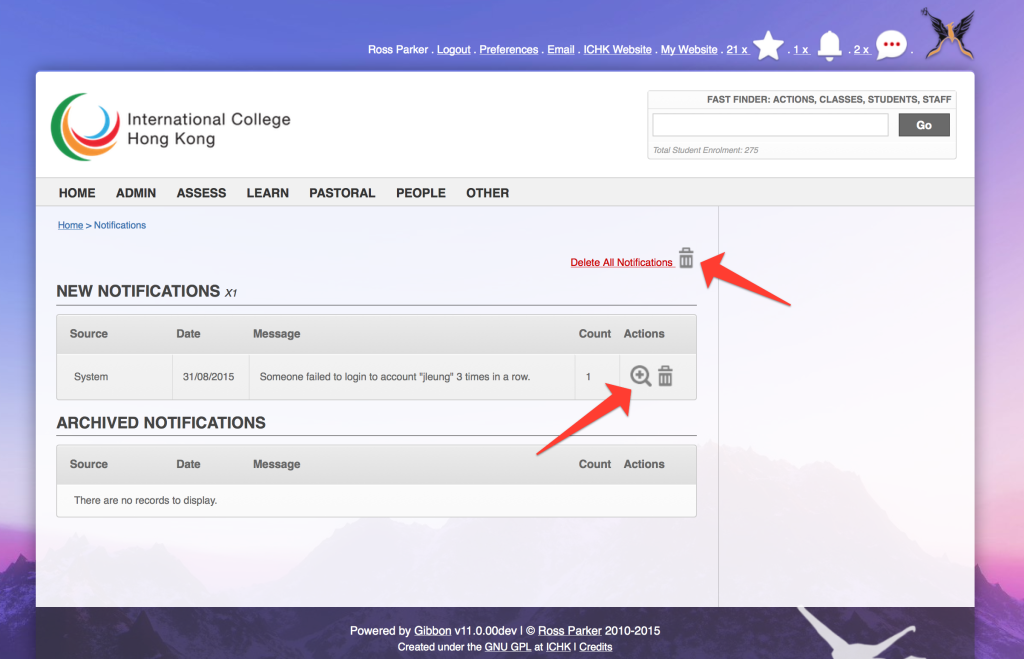 Ross Parker . Logout . Preferences . Email . ICHK Website . My Website . 21 x . 1 x . 2 x .
International College
Hong Kong
FAST FINDER: ACTIONS, CLASSES, STUDENTS, STAFF
Go
Total Student Enrolment: 275
HOME ADMIN ASSESS LEARN PASTORAL PEOPLE OTHER
Home > Notifications
Delete All Notifications
NEW NOTIFICATIONS X1
Source Date Message Count Actions
System 31/08/2015 Someone failed to login to account "jleung" 3 times in a row. 1
ARCHIVED NOTIFICATIONS
Source Date Message Count Actions
There are no records to display.
Powered by Gibbon v11.0.00dev | © Ross Parker 2010-2015
Created under the GNU GPL at ICHK | Credits